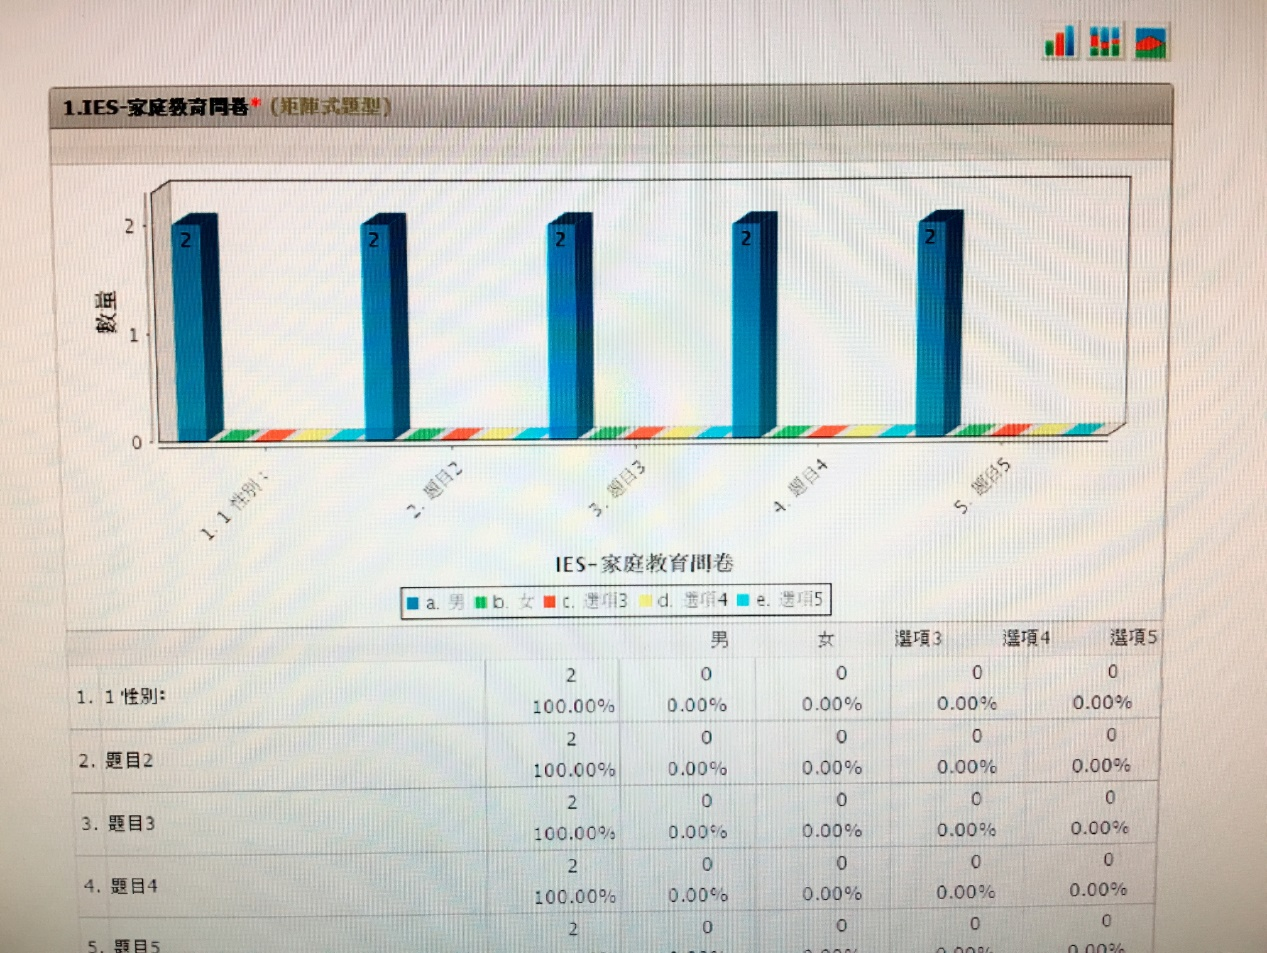 1.IES-家庭教育問卷* (矩陣式題型)
數量
2
1
0
2 2 2 2 2
1. 1 性別： 2. 題目2 3. 題目3 4. 題目4 5. 題目5
IES-家庭教育問卷
a. 男 b. 女 c. 選項3 d. 選項4 e. 選項5
男 女 選項3 選項4 選項5
1. 1 性別:
2 0 0 0 0
100.00% 0.00% 0.00% 0.00% 0.00%
2. 題目2
2 0 0 0 0
100.00% 0.00% 0.00% 0.00% 0.00%
3. 題目3
2 0 0 0 0
100.00% 0.00% 0.00% 0.00% 0.00%
4. 題目4
2 0 0 0 0
100.00% 0.00% 0.00% 0.00% 0.00%
5. 題目5
2 0 0 0 0